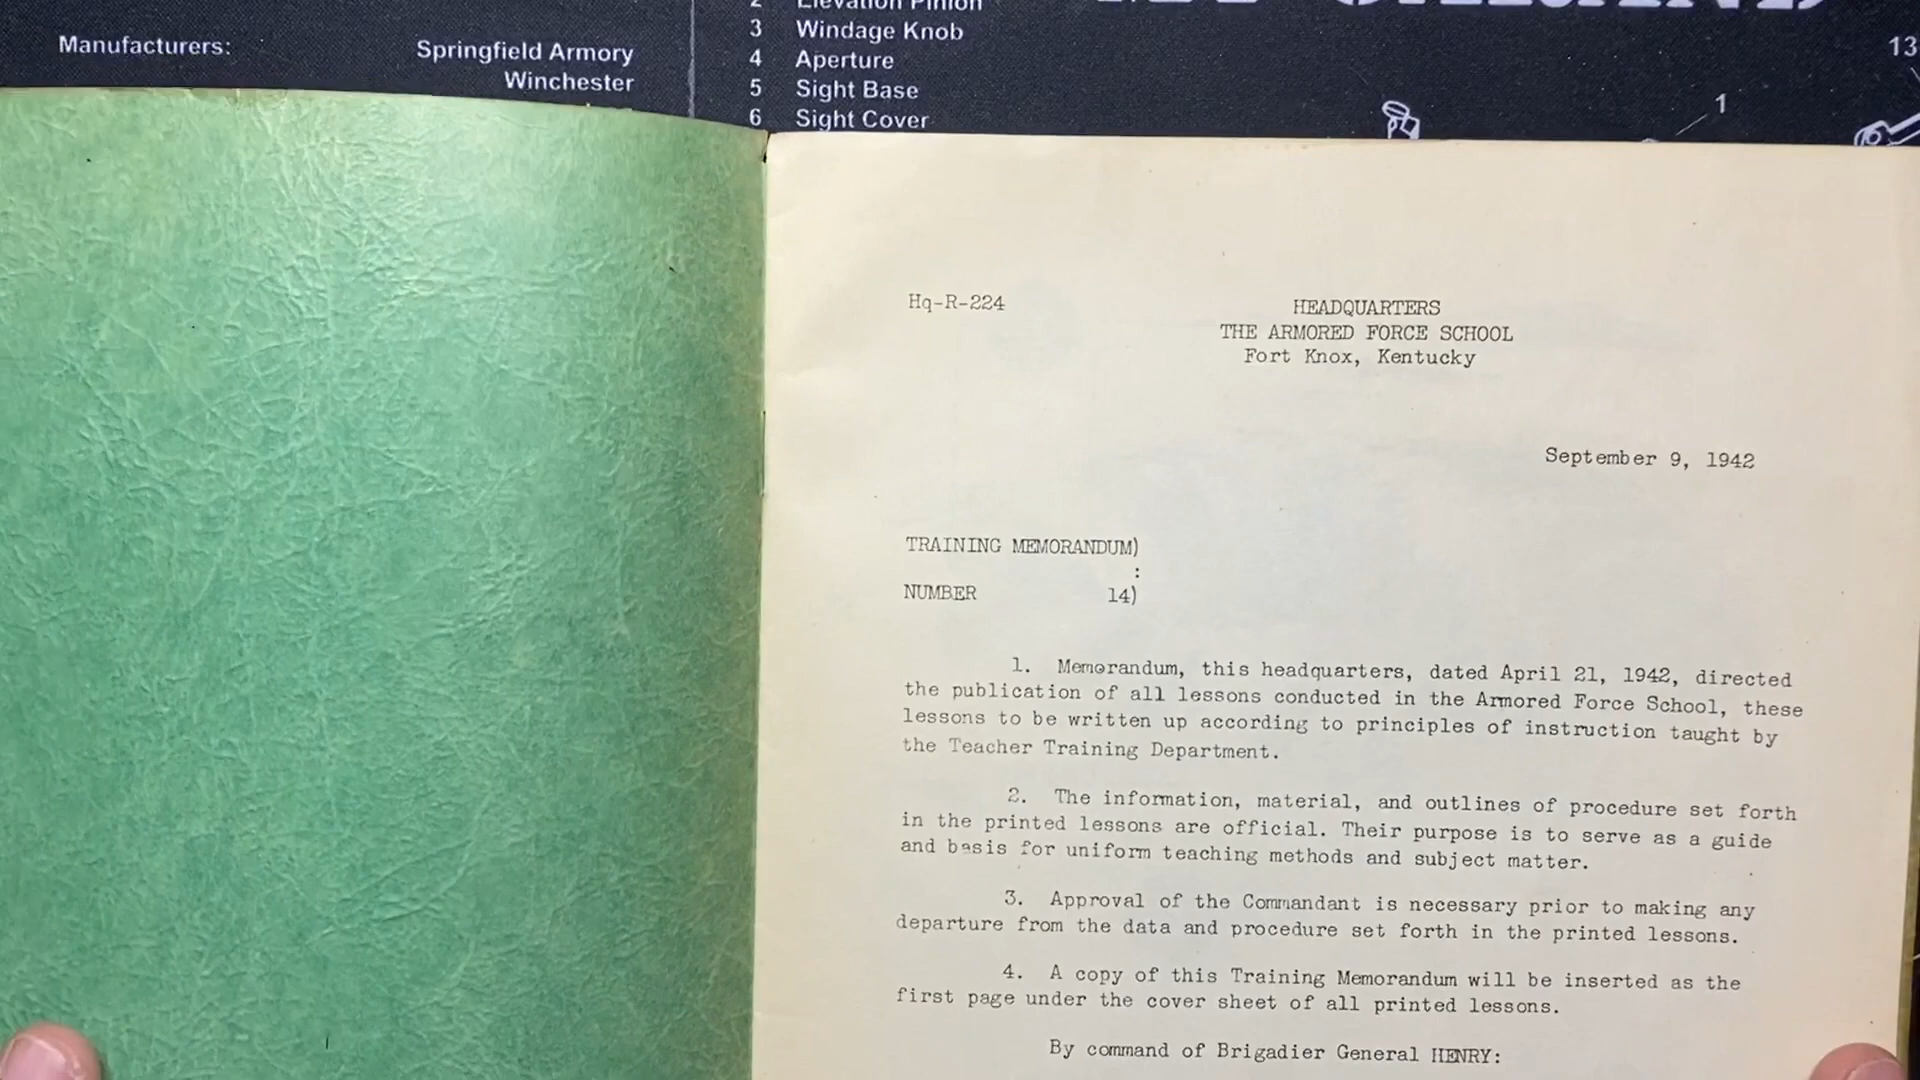 Manufacturers:
Springfield Armory
Winchester
2 Elevation Pinion
3 Windage Knob
4 Aperture
5 Sight Base
6 Sight Cover
13
1
Hq-R-224
HEADQUARTERS
THE ARMORED FORCE SCHOOL
Fort Knox, Kentucky
September 9, 1942
TRAINING MEMORANDUM)
:
NUMBER 14)
1. Memorandum, this headquarters, dated April 21, 1942, directed
the publication of all lessons conducted in the Armored Force School, these
lessons to be written up according to principles of instruction taught by
the Teacher Training Department.
2. The information, material, and outlines of procedure set forth
in the printed lessons are official. Their purpose is to serve as a guide
and basis for uniform teaching methods and subject matter.
3. Approval of the Commandant is necessary prior to making any
departure from the data and procedure set forth in the printed lessons.
4. A copy of this Training Memorandum will be inserted as the
first page under the cover sheet of all printed lessons.
By command of Brigadier General HENRY: